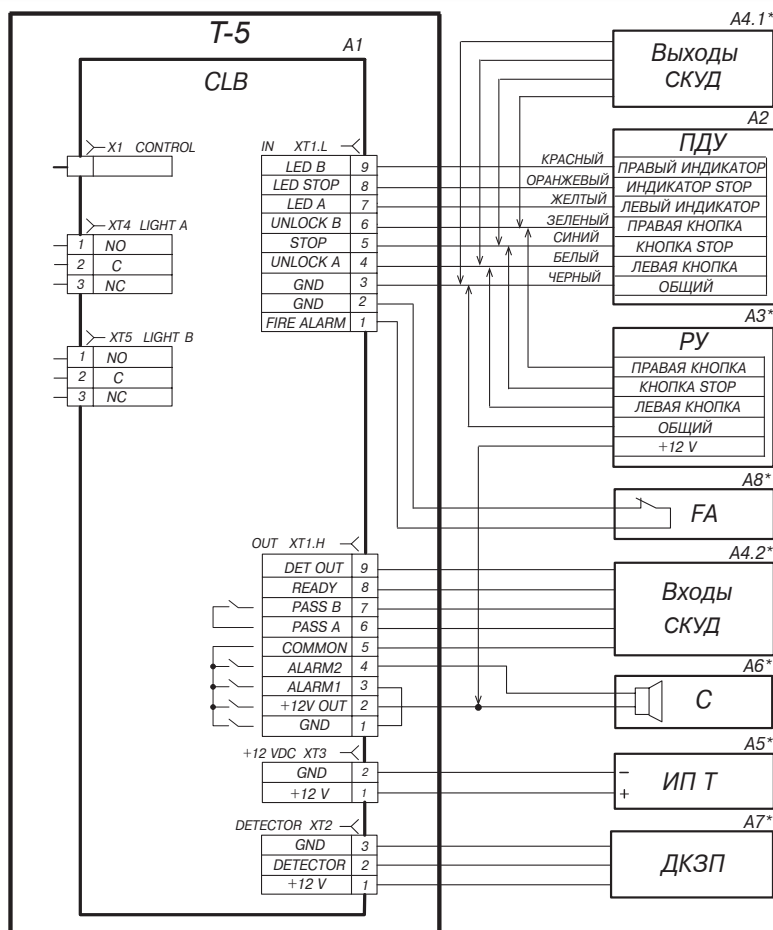 T-5
A1
CLB
X1 CONTROL
XT4 LIGHT A
1 NO
2 C
3 NC
XT5 LIGHT B
1 NO
2 C
3 NC
IN XT1.L
LED B 9
LED STOP 8
LED A 7
UNLOCK B 6
STOP 5
UNLOCK A 4
GND 3
GND 2
FIRE ALARM 1
OUT XT1.H
DET OUT 9
READY 8
PASS B 7
PASS A 6
COMMON 5
ALARM2 4
ALARM1 3
+12V OUT 2
GND 1
+12 VDC XT3
GND 2
+12 V 1
DETECTOR XT2
GND 3
DETECTOR 2
+12 V 1
КРАСНЫЙ
ОРАНЖЕВЫЙ
ЖЕЛТЫЙ
ЗЕЛЕНЫЙ
СИНИЙ
БЕЛЫЙ
ЧЕРНЫЙ
A4.1*
Выходы
СКУД
A2
ПДУ
ПРАВЫЙ ИНДИКАТОР
ИНДИКАТОР STOP
ЛЕВЫЙ ИНДИКАТОР
ПРАВАЯ КНОПКА
КНОПКА STOP
ЛЕВАЯ КНОПКА
ОБЩИЙ
A3*
РУ
ПРАВАЯ КНОПКА
КНОПКА STOP
ЛЕВАЯ КНОПКА
ОБЩИЙ
+12 V
A8*
FA
A4.2*
Входы
СКУД
A6*
С
A5*
−
+
ИП Т
A7*
ДКЗП